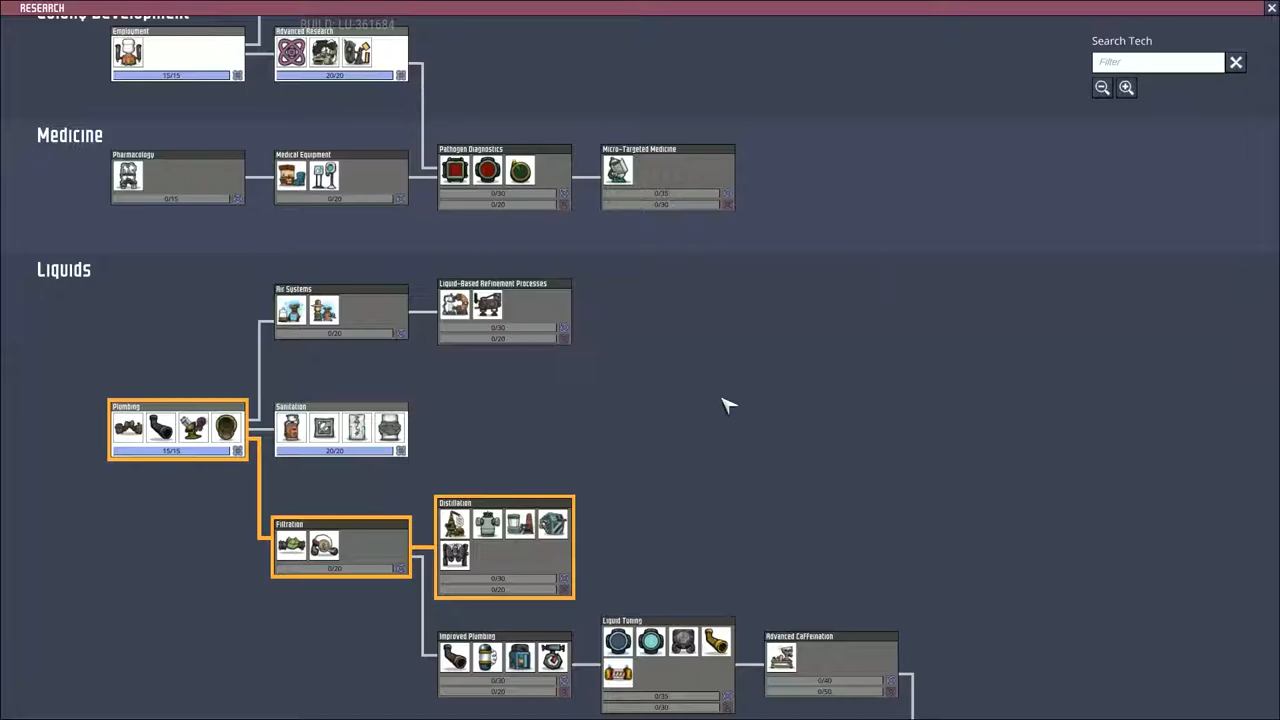 RESEARCH
Colony Development
BUILD: LU-361684
Employment
Advanced Research
15/15
20/20
Search Tech
Filter
Medicine
Pharmacology
Medical Equipment
Pathogen Diagnostics
Micro-Targeted Medicine
0/15
0/20
0/30
0/20
0/35
0/30
Liquids
Air Systems
Liquid-Based Refinement Processes
0/20
0/30
0/20
Plumbing
Sanitation
15/15
20/20
Filtration
Distillation
0/20
0/30
0/20
Improved Plumbing
Liquid Tuning
Advanced Caffeination
0/30
0/20
0/35
0/30
0/40
0/50